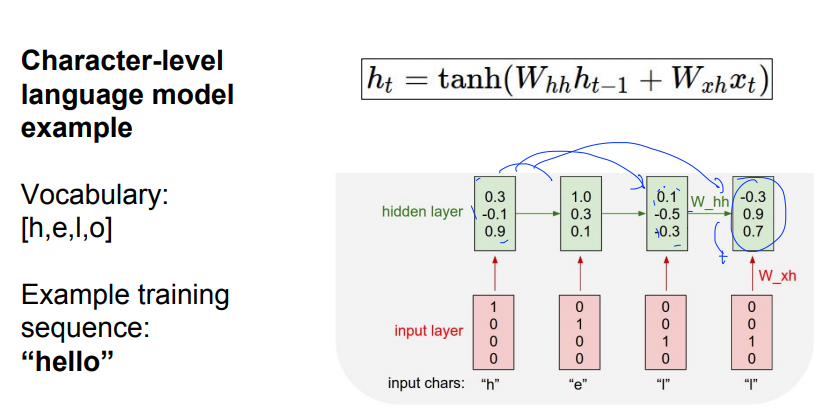 Character-level
language model
example
Vocabulary:
[h,e,l,o]
Example training
sequence:
“hello”
hₜ = tanh(Wₕₕhₜ₋₁ + Wₓₕxₜ)
hidden layer
0.3
-0.1
0.9
1.0
0.3
0.1
0.1
-0.5
-0.3
W_hh
-0.3
0.9
0.7
t
W_xh
input layer
1
0
0
0
0
1
0
0
0
0
1
0
0
0
1
0
input chars: “h” “e” “l” “l”